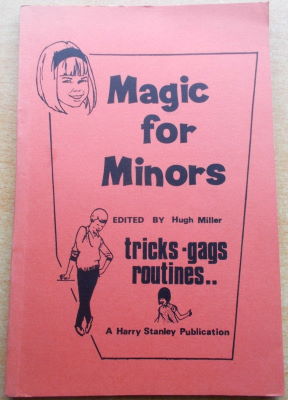 Magic
for
Minors
EDITED BY Hugh Miller
tricks-gags
routines..
A Harry Stanley Publication